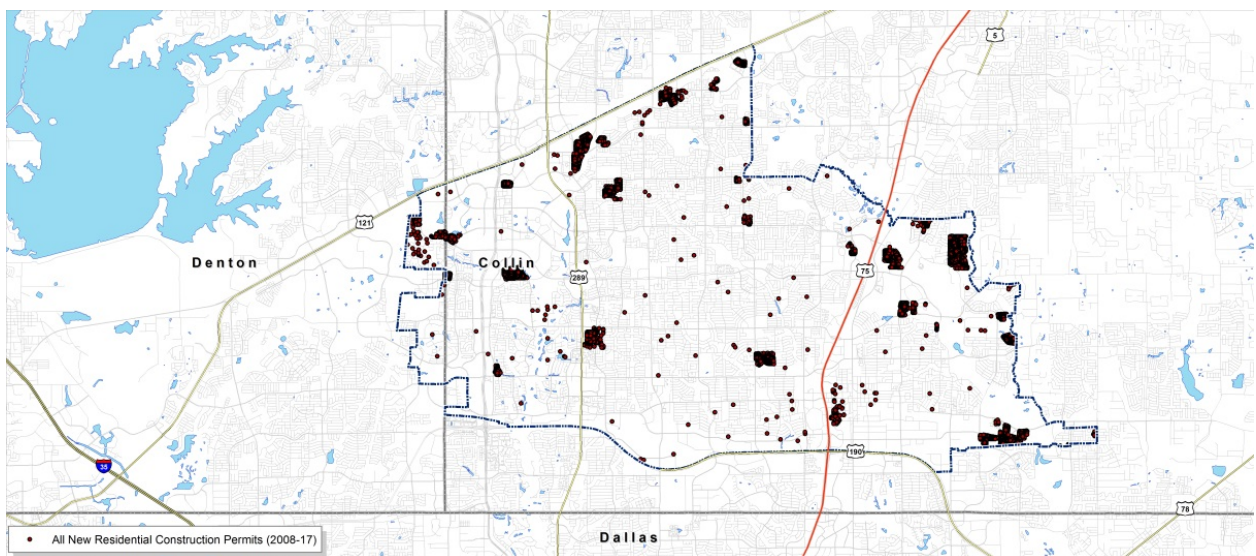 5
121
Denton
Collin
75
289
190
35
78
All New Residential Construction Permits (2008-17)
Dallas